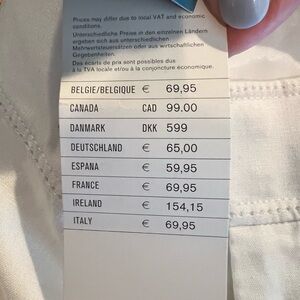 Prices may differ due to local VAT and economic
conditions.
Unterschiedliche Preise in den einzelnen Ländern
ergeben sich aus unterschiedlichen
Mehrwertsteuersätzen oder aus wirtschaftlichen
Gegebenheiten.
Des écarts de prix sont possibles due
à la TVA locale et/ou à la conjoncture économique.
BELGIE/BELGIQUE € 69,95
CANADA CAD 99.00
DANMARK DKK 599
DEUTSCHLAND € 65,00
ESPANA € 59,95
FRANCE € 69,95
IRELAND € 154,15
ITALY € 69,95